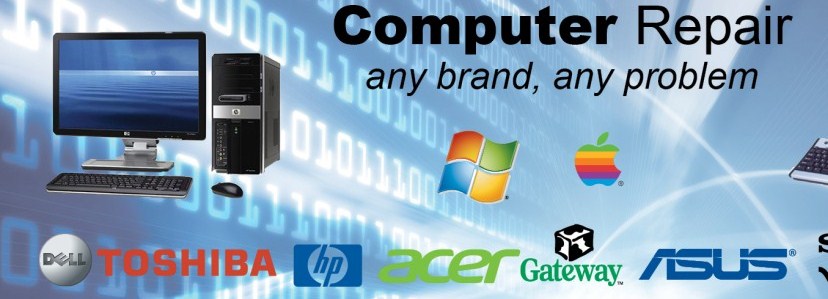 Computer Repair
any brand, any problem
DELL TOSHIBA hp acer Gateway ASUS